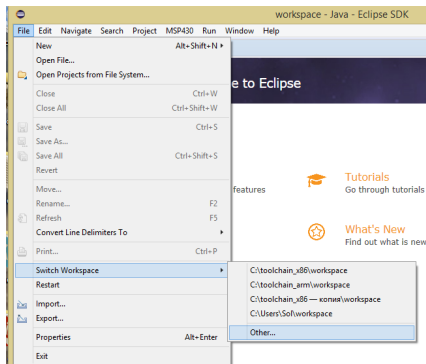 workspace - Java - Eclipse SDK
File Edit Navigate Search Project MSP430 Run Window Help
New Alt+Shift+N
Open File...
Open Projects from File System...
Close Ctrl+W
Close All Ctrl+Shift+W
Save Ctrl+S
Save As...
Save All Ctrl+Shift+S
Revert
Move...
Rename... F2
Refresh F5
Convert Line Delimiters To
Print... Ctrl+P
Switch Workspace
Restart
Import...
Export...
Properties Alt+Enter
Exit
C:\toolchain_x86\workspace
C:\toolchain_arm\workspace
C:\toolchain_x86 — копия\workspace
C:\Users\Sol\workspace
Other...
e to Eclipse
features
Tutorials
Go through tutorials
What's New
Find out what is new